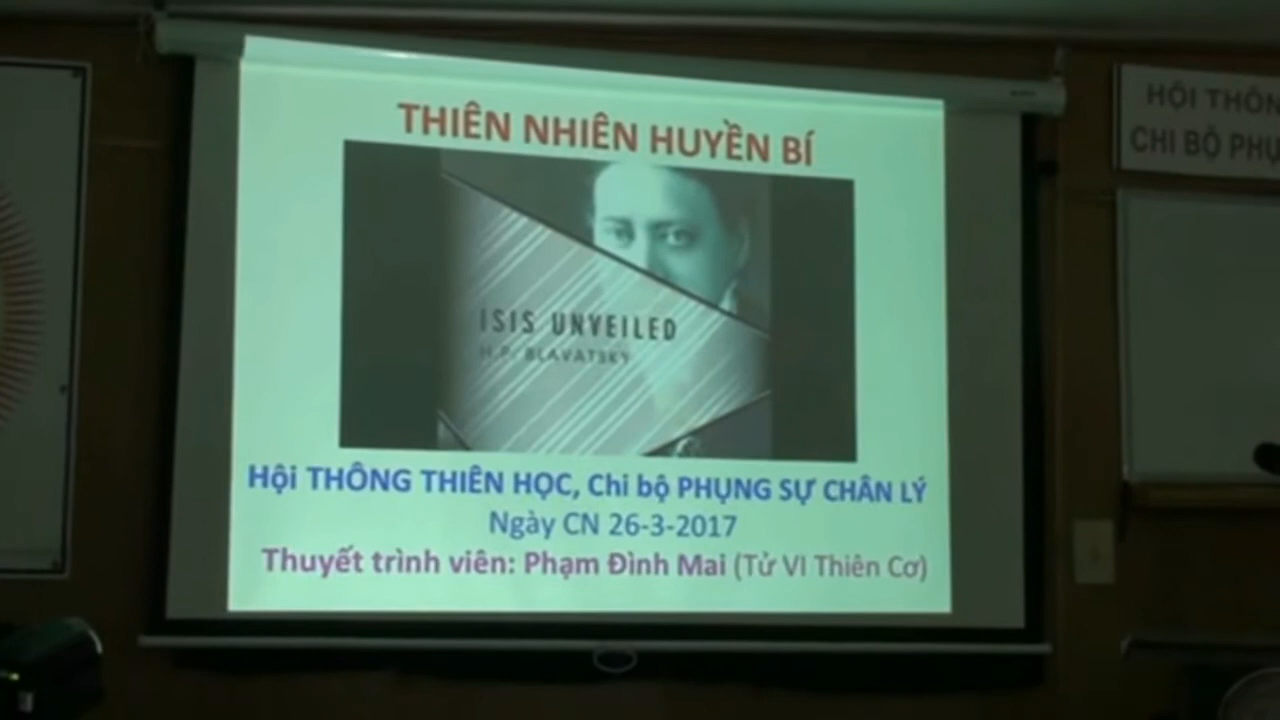 THIÊN NHIÊN HUYỀN BÍ
ISIS UNVEILED
H.P. BLAVATSKY
Hội THÔNG THIÊN HỌC, Chi bộ PHỤNG SỰ CHÂN LÝ
Ngày CN 26-3-2017
Thuyết trình viên: Phạm Đình Mai (Tử VI Thiên Cơ)
HỘI THÔN
CHI BỘ PHỤ